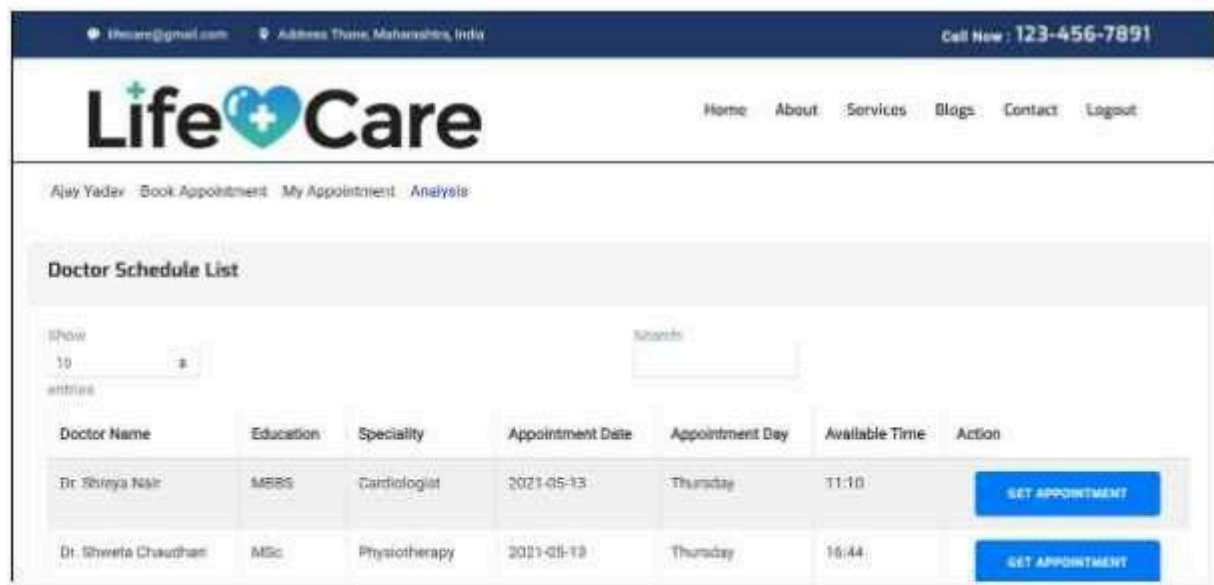 lifecare@gmail.com Address Thane, Maharashtra, India Call Now : 123-456-7891
Life Care Home About Services Blogs Contact Logout
Ajay Yadav Book Appointment My Appointment Analysis
Doctor Schedule List
Show Search
10
entries
Doctor Name Education Speciality Appointment Date Appointment Day Available Time Action
Dr. Shreya Nair MBBS Cardiologist 2021-05-13 Thursday 11:10 GET APPOINTMENT
Dr. Shweta Chaudhari MSc Physiotherapy 2021-05-13 Thursday 16:44 GET APPOINTMENT